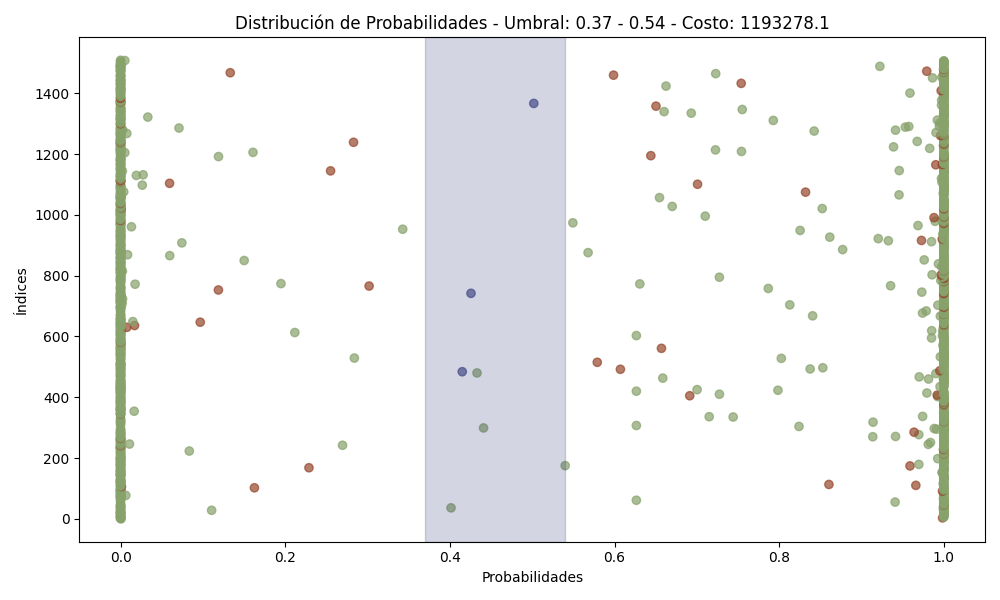 Distribución de Probabilidades - Umbral: 0.37 - 0.54 - Costo: 1193278.1
Índices
1400
1200
1000
800
600
400
200
0
0.0 0.2 0.4 0.6 0.8 1.0
Probabilidades